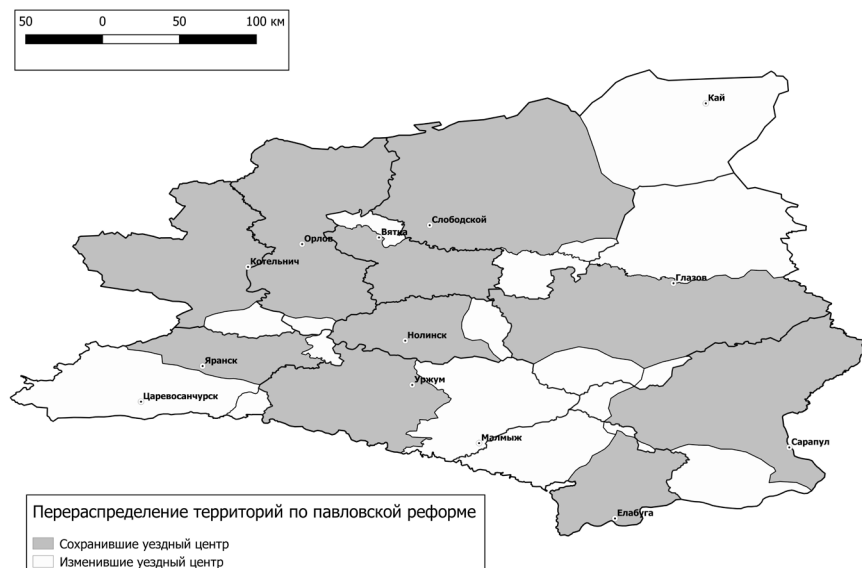 50 0 50 100 км
Кай
Слободской
Вятка
Орлов
Котельнич
Глазов
Нолинск
Яранск
Уржум
Царевосанчурск
Малмыж
Сарапул
Елабуга
Перераспределение территорий по павловской реформе
Сохранившие уездный центр
Изменившие уездный центр